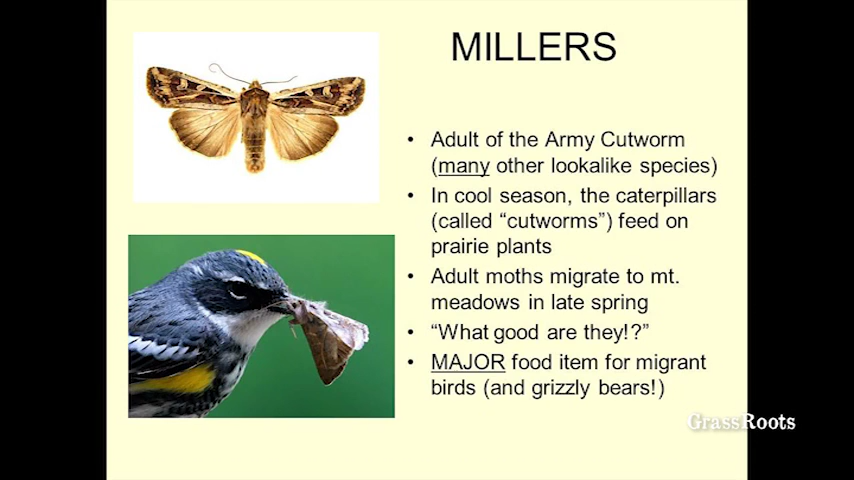 MILLERS
• Adult of the Army Cutworm
(many other lookalike species)
• In cool season, the caterpillars
(called “cutworms”) feed on
prairie plants
• Adult moths migrate to mt.
meadows in late spring
• “What good are they!?”
• MAJOR food item for migrant
birds (and grizzly bears!)
GrassRoots